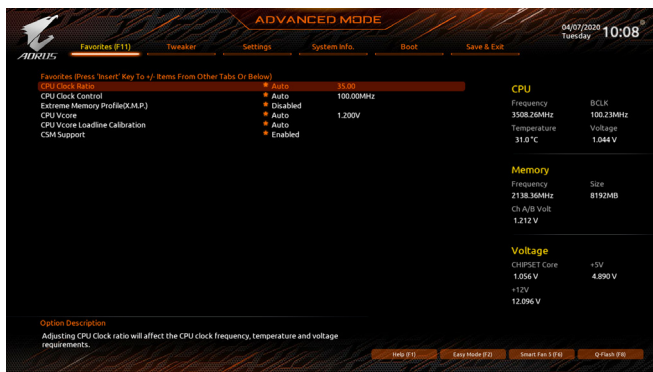 ADVANCED MODE
04/07/2020 10:08
Tuesday
AORUS
Favorites (F11) Tweaker Settings System Info. Boot Save & Exit
Favorites (Press 'Insert' Key To +/- Items From Other Tabs Or Below)
CPU Clock Ratio Auto 35.00
CPU Clock Control Auto 100.00MHz
Extreme Memory Profile(X.M.P.) Disabled
CPU Vcore Auto 1.200V
CPU Vcore Loadline Calibration Auto
CSM Support Enabled
CPU
Frequency BCLK
3508.26MHz 100.23MHz
Temperature Voltage
31.0 °C 1.044 V
Memory
Frequency Size
2138.36MHz 8192MB
Ch A/B Volt
1.212 V
Voltage
CHIPSET Core +5V
1.056 V 4.890 V
+12V
12.096 V
Option Description
Adjusting CPU Clock ratio will affect the CPU clock frequency, temperature and voltage
requirements.
Help (F1) Easy Mode (F2) Smart Fan 5 (F6) Q-Flash (F8)